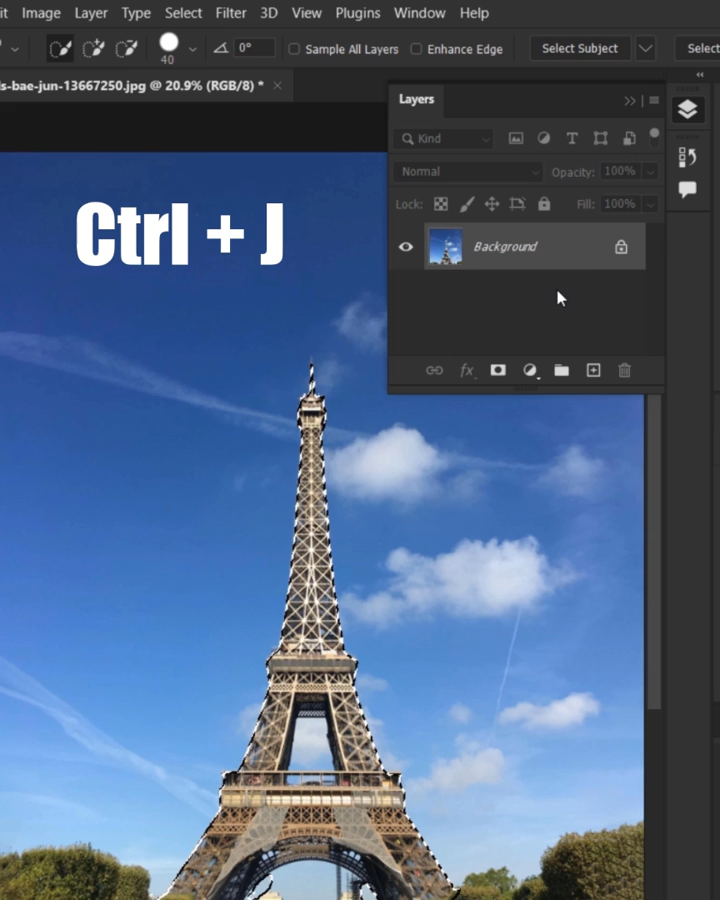 it Image Layer Type Select Filter 3D View Plugins Window Help
40
0°
Sample All Layers
Enhance Edge
Select Subject
Select
s-bae-jun-13667250.jpg @ 20.9% (RGB/8) * ×
Layers
Kind
Normal
Opacity: 100%
Lock:
Fill: 100%
Background
fx
Ctrl + J